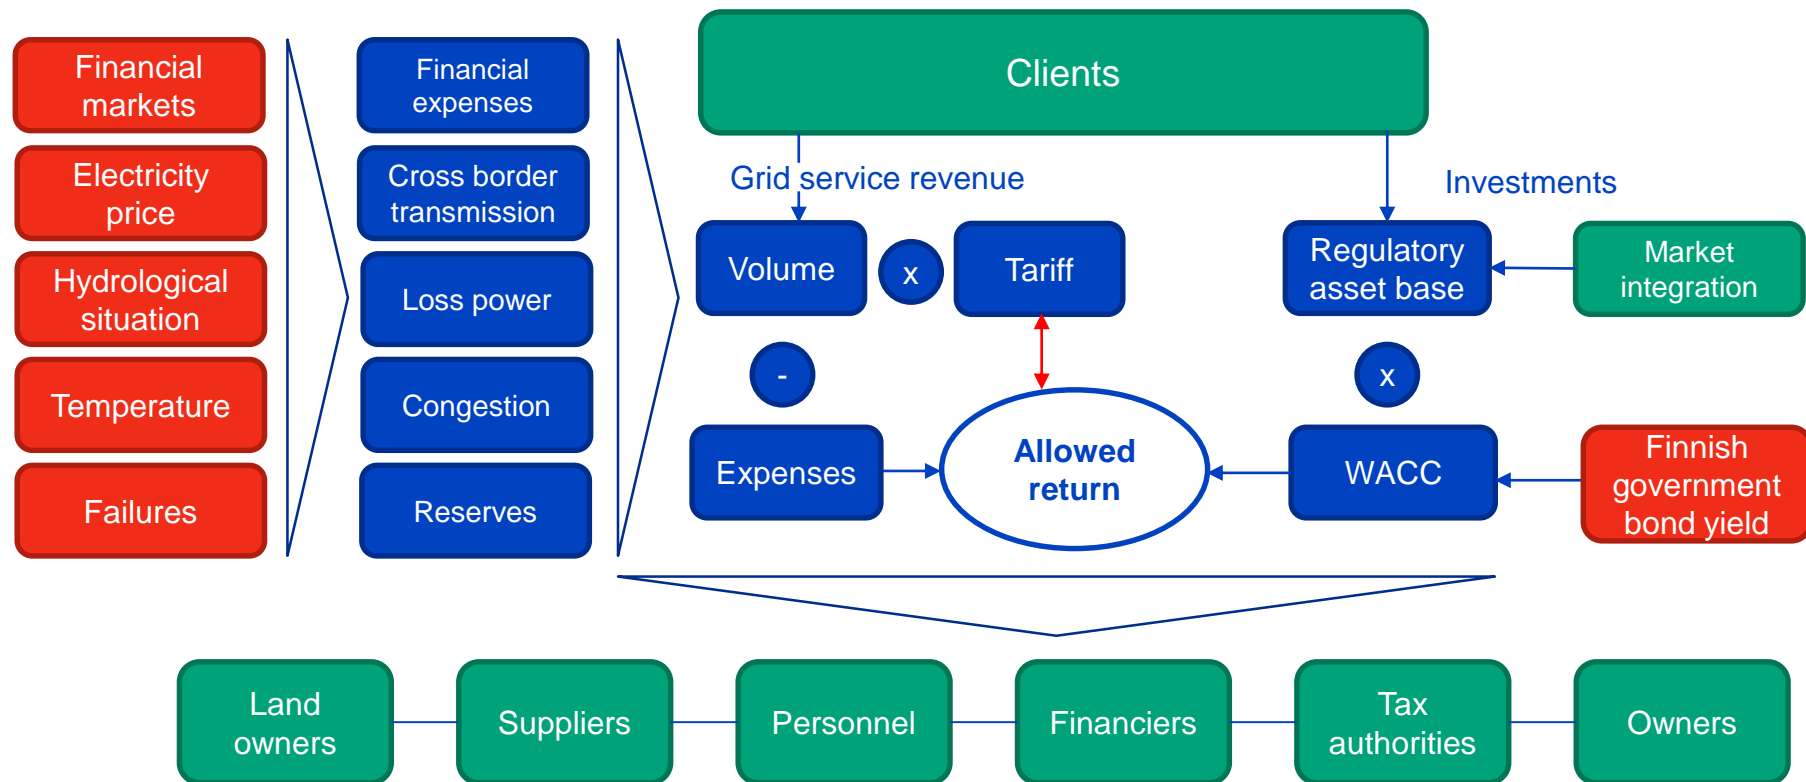 Clients
Financial
markets
Electricity
price
Hydrological
situation
Temperature
Failures
Financial
expenses
Cross border
transmission
Loss power
Congestion
Reserves
Grid service revenue
Investments
Volume
x
Tariff
Regulatory
asset base
Market
integration
-
x
Expenses
Allowed
return
WACC
Finnish
government
bond yield
Land
owners
Suppliers
Personnel
Financiers
Tax
authorities
Owners